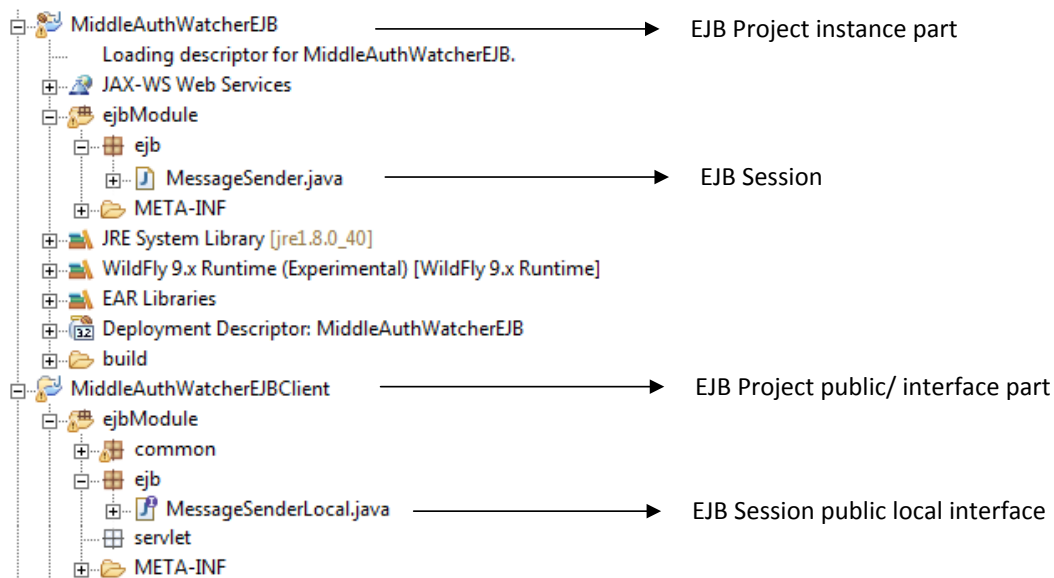 MiddleAuthWatcherEJB EJB Project instance part
Loading descriptor for MiddleAuthWatcherEJB.
JAX-WS Web Services
ejbModule
ejb
MessageSender.java EJB Session
META-INF
JRE System Library [jre1.8.0_40]
WildFly 9.x Runtime (Experimental) [WildFly 9.x Runtime]
EAR Libraries
Deployment Descriptor: MiddleAuthWatcherEJB
build
MiddleAuthWatcherEJBClient EJB Project public/ interface part
ejbModule
common
ejb
MessageSenderLocal.java EJB Session public local interface
servlet
META-INF